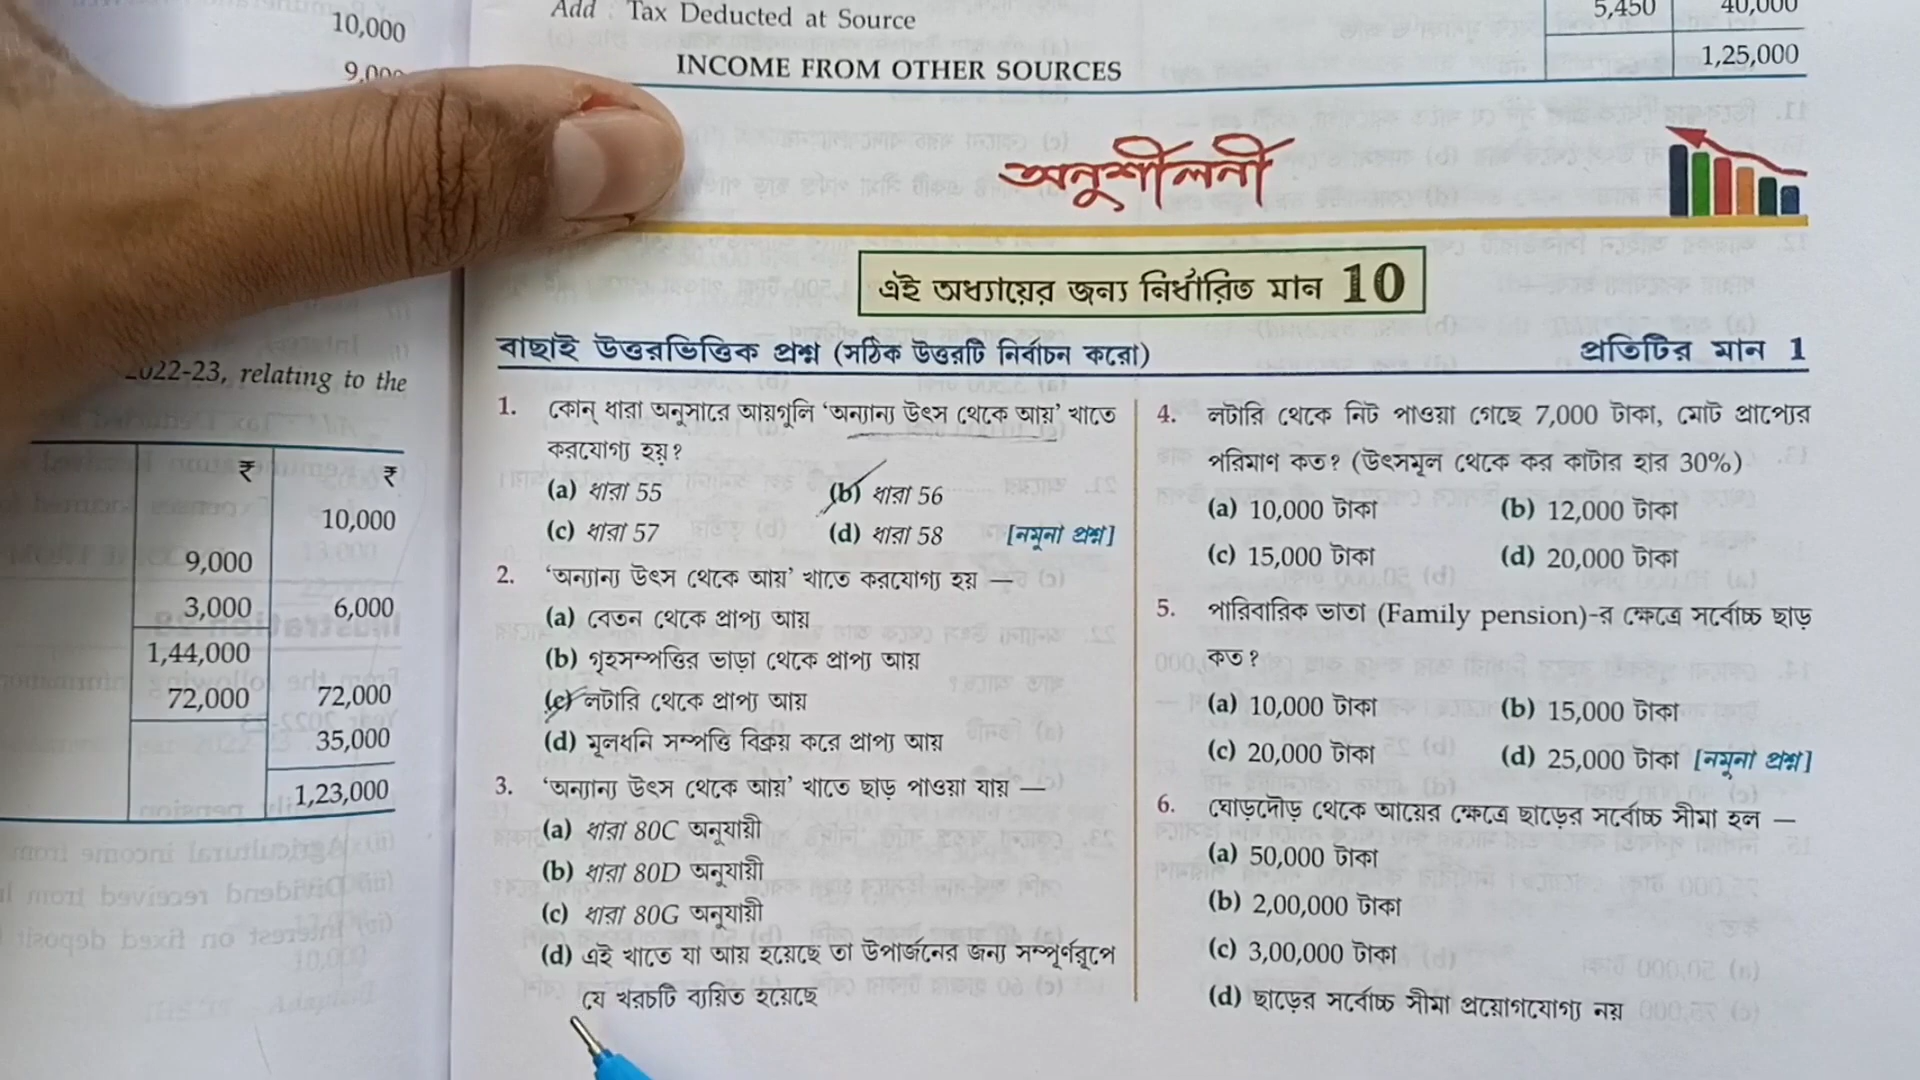 10,000
9,000
2022-23, relating to the
₹ ₹
10,000
9,000
3,000 6,000
1,44,000
72,000 72,000
35,000
1,23,000
Add : Tax Deducted at Source 5,450 40,000
INCOME FROM OTHER SOURCES 1,25,000
অনুশীলনী
এই অধ্যায়ের জন্য নির্ধারিত মান 10
বাছাই উত্তরভিত্তিক প্রশ্ন (সঠিক উত্তরটি নির্বাচন করো) প্রতিটির মান 1
1. কোন্ ধারা অনুসারে আয়গুলি ‘অন্যান্য উৎস থেকে আয়’ খাতে
করযোগ্য হয়?
(a) ধারা 55 (b) ধারা 56
(c) ধারা 57 (d) ধারা 58 [নমুনা প্রশ্ন]
2. ‘অন্যান্য উৎস থেকে আয়’ খাতে করযোগ্য হয় —
(a) বেতন থেকে প্রাপ্য আয়
(b) গৃহসম্পত্তির ভাড়া থেকে প্রাপ্য আয়
(c) লটারি থেকে প্রাপ্য আয়
(d) মূলধনি সম্পত্তি বিক্রয় করে প্রাপ্য আয়
3. ‘অন্যান্য উৎস থেকে আয়’ খাতে ছাড় পাওয়া যায় —
(a) ধারা 80C অনুযায়ী
(b) ধারা 80D অনুযায়ী
(c) ধারা 80G অনুযায়ী
(d) এই খাতে যা আয় হয়েছে তা উপার্জনের জন্য সম্পূর্ণরূপে
যে খরচটি ব্যয়িত হয়েছে
4. লটারি থেকে নিট পাওয়া গেছে 7,000 টাকা, মোট প্রাপ্যের
পরিমাণ কত? (উৎসমূল থেকে কর কাটার হার 30%)
(a) 10,000 টাকা (b) 12,000 টাকা
(c) 15,000 টাকা (d) 20,000 টাকা
5. পারিবারিক ভাতা (Family pension)-র ক্ষেত্রে সর্বোচ্চ ছাড়
কত?
(a) 10,000 টাকা (b) 15,000 টাকা
(c) 20,000 টাকা (d) 25,000 টাকা [নমুনা প্রশ্ন]
6. ঘোড়দৌড় থেকে আয়ের ক্ষেত্রে ছাড়ের সর্বোচ্চ সীমা হল —
(a) 50,000 টাকা
(b) 2,00,000 টাকা
(c) 3,00,000 টাকা
(d) ছাড়ের সর্বোচ্চ সীমা প্রয়োগযোগ্য নয়